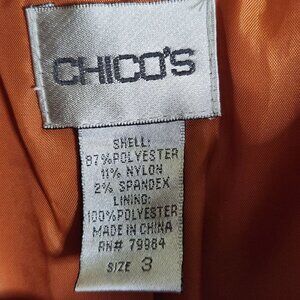 CHICO'S
SHELL:
87%POLYESTER
11% NYLON
2% SPANDEX
LINING:
100%POLYESTER
MADE IN CHINA
RN# 79984
SIZE 3